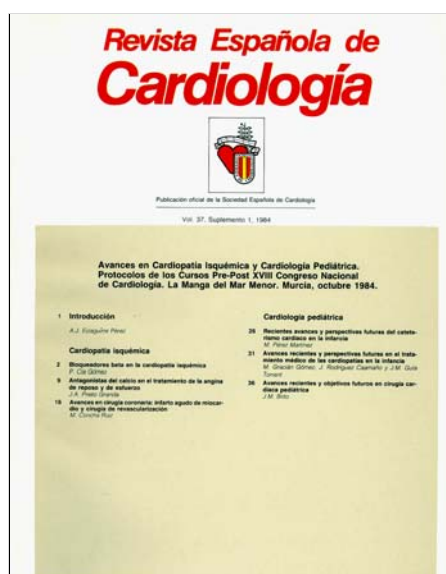 Revista Española de
Cardiología
Publicación oficial de la Sociedad Española de Cardiología
Vol. 37, Suplemento 1, 1984
Avances en Cardiopatía Isquémica y Cardiología Pediátrica.
Protocolos de los Cursos Pre-Post XVIII Congreso Nacional
de Cardiología. La Manga del Mar Menor. Murcia, octubre 1984.
1 Introducción
A.J. Pérez
Cardiopatía isquémica
2 Bloqueadores beta en la cardiopatía isquémica
P. Cía Gómez
9 Antagonistas del calcio en el tratamiento de la angina
de reposo y de esfuerzo
J.A. Prieto Granda
18 Avances en cirugía coronaria: infarto agudo de miocar-
dio y cirugía de revascularización
M. Concha Ruiz
Cardiología pediátrica
26 Recientes avances y perspectivas futuras del catete-
rismo cardíaco en la infancia
M. Pérez Martínez
31 Avances recientes y perspectivas futuras en el trata-
miento médico de las cardiopatías en la infancia
M. Gracián Gómez, J. Rodríguez Caamaño y J.M. Guía
Torrent
36 Avances recientes y objetivos futuros en cirugía car-
díaca pediátrica
J.M. Brito